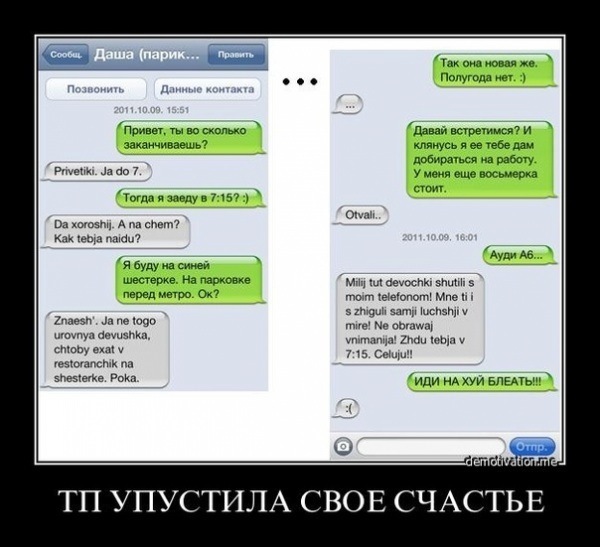 Сообщ.
Даша (парик...
Править
Позвонить
Данные контакта
2011.10.09. 15:51
Привет, ты во сколько
заканчиваешь?
Privetiki. Ja do 7.
Тогда я заеду в 7:15? :)
Da xoroshij. A na chem?
Kak tebja naidu?
Я буду на синей
шестерке. На парковке
перед метро. Ок?
Znaesh'. Ja ne togo
urovnya devushka,
chtoby exat v
restoranchik na
shesterke. Poka.
...
Так она новая же.
Полугода нет. :)
...
Давай встретимся? И
клянусь я ее тебе дам
добираться на работу.
У меня еще восьмерка
стоит.
Otvali..
2011.10.09. 16:01
Ауди А6...
Milij tut devochki shutili s
moim telefonom! Mne ti i
s zhiguli samji luchshji v
mire! Ne obrawaj
vnimanija! Zhdu tebja v
7:15. Celuju!!
ИДИ НА ХУЙ БЛЕАТЬ!!!
:(
Отпр.
demotivation.me
ТП УПУСТИЛА СВОЕ СЧАСТЬЕ